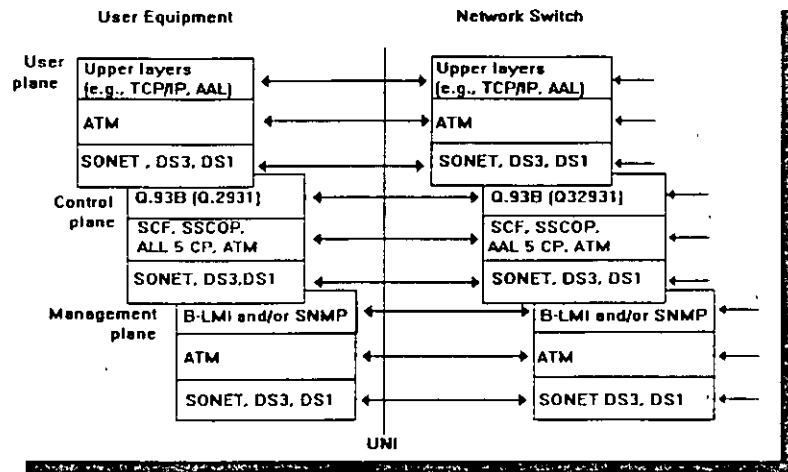 User Equipment
Network Switch
User
plane
Upper layers
(e.g., TCP/IP, AAL)
ATM
SONET , DS3, DS1
Upper layers
(e.g., TCP/IP, AAL)
ATM
SONET, DS3, DS1
Control
plane
Q.93B (Q.2931)
SCF, SSCOP,
ALL 5 CP, ATM
SONET, DS3,DS1
Q.93B (Q32931)
SCF, SSCOP,
AAL 5 CP, ATM
SONET, DS3, DS1
Management
plane
B-LMI and/or SNMP
ATM
SONET, DS3, DS1
B-LMI and/or SNMP
ATM
SONET DS3, DS1
UNI